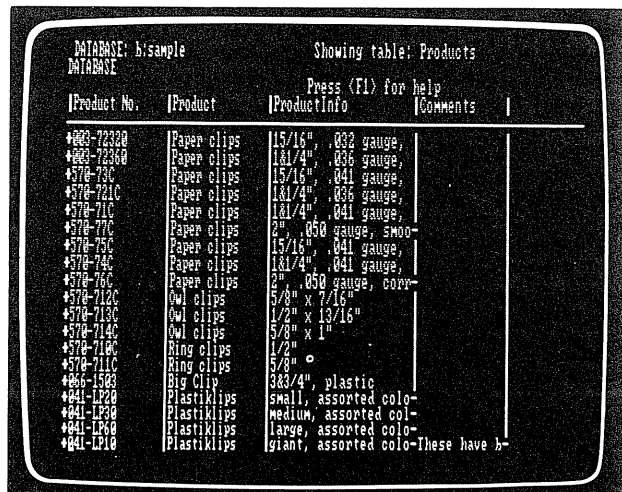 DATABASE: b:sample Showing table: Products
DATABASE
Press <F1> for help
Product No. Product ProductInfo Comments
+003-72320 Paper clips 15/16", .032 gauge,
+003-72360 Paper clips 1&1/4", .036 gauge,
+570-73C Paper clips 15/16", .041 gauge,
+570-721C Paper clips 1&1/4", .036 gauge,
+570-71C Paper clips 1&1/4", .041 gauge,
+570-77C Paper clips 2", .050 gauge, smoo-
+570-75C Paper clips 15/16", .041 gauge,
+570-74C Paper clips 1&1/4", .041 gauge,
+570-76C Paper clips 2", .050 gauge, corr-
+570-712C Owl clips 5/8" x 7/16"
+570-713C Owl clips 1/2" x 13/16"
+570-714C Owl clips 5/8" x 1"
+570-710C Ring clips 1/2"
+570-711C Ring clips 5/8"
+066-1503 Big Clip 3&3/4", plastic
+041-LP20 Plastiklips small, assorted colo-
+041-LP30 Plastiklips medium, assorted col-
+041-LP60 Plastiklips large, assorted colo-
+041-LP10 Plastiklips giant, assorted colo-These have b-